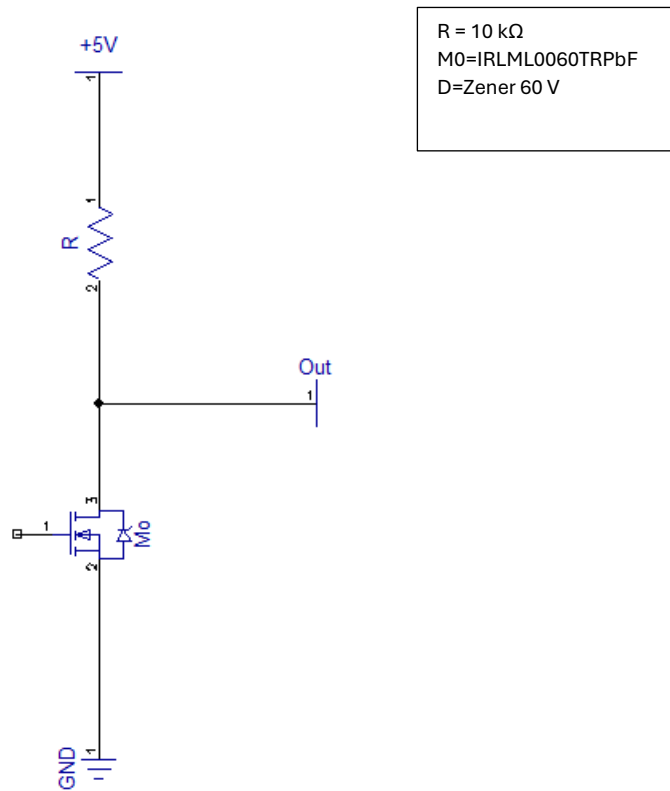 +5V
R = 10 kΩ
M0=IRLML0060TRPbF
D=Zener 60 V
1
1
R
2
Out
1
3
1
Mo
2
1
GND